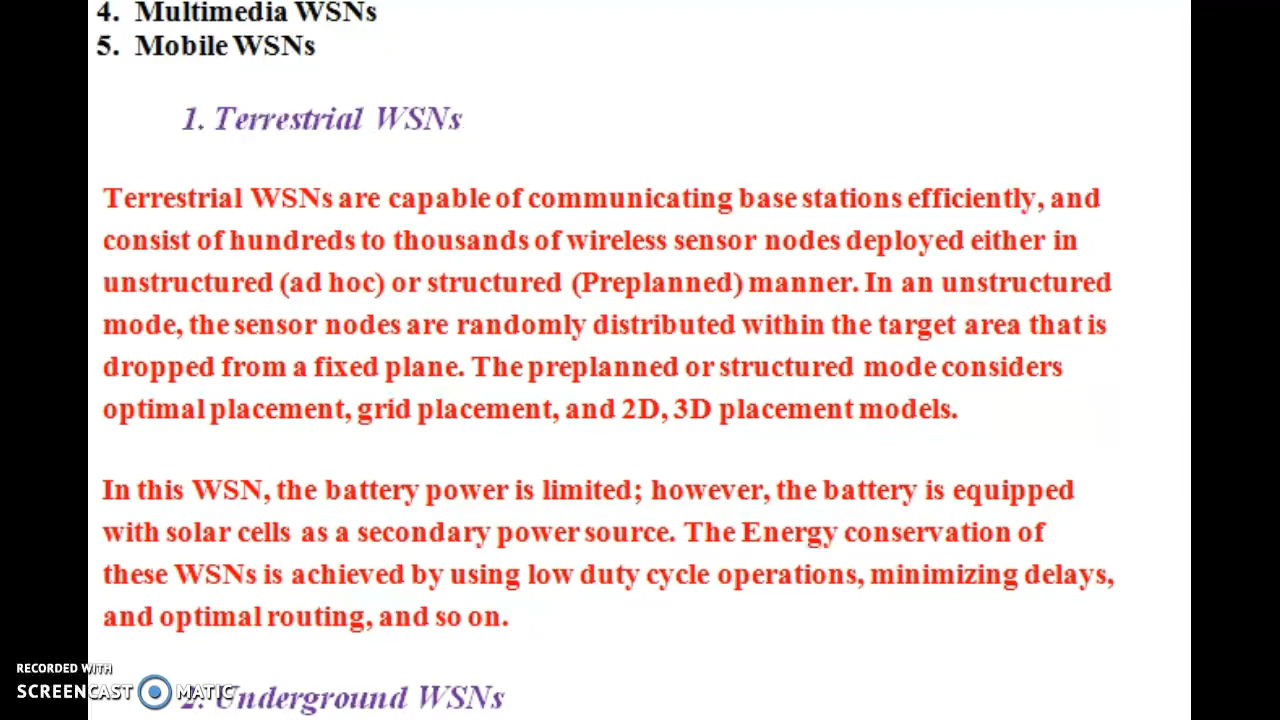 4. Multimedia WSNs
5. Mobile WSNs
1. Terrestrial WSNs
Terrestrial WSNs are capable of communicating base stations efficiently, and
consist of hundreds to thousands of wireless sensor nodes deployed either in
unstructured (ad hoc) or structured (Preplanned) manner. In an unstructured
mode, the sensor nodes are randomly distributed within the target area that is
dropped from a fixed plane. The preplanned or structured mode considers
optimal placement, grid placement, and 2D, 3D placement models.
In this WSN, the battery power is limited; however, the battery is equipped
with solar cells as a secondary power source. The Energy conservation of
these WSNs is achieved by using low duty cycle operations, minimizing delays,
and optimal routing, and so on.
RECORDED WITH
SCREENCAST MATIC
2. Underground WSNs